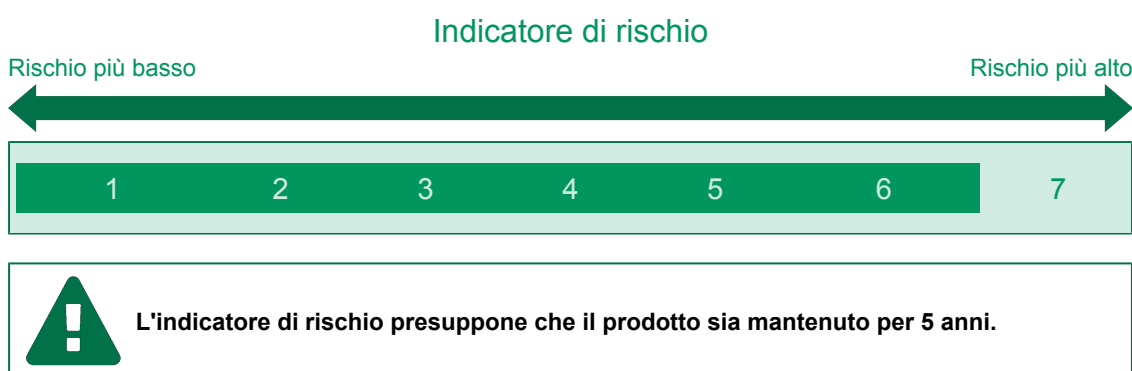 Indicatore di rischio
Rischio più basso Rischio più alto
1 2 3 4 5 6 7
L'indicatore di rischio presuppone che il prodotto sia mantenuto per 5 anni.